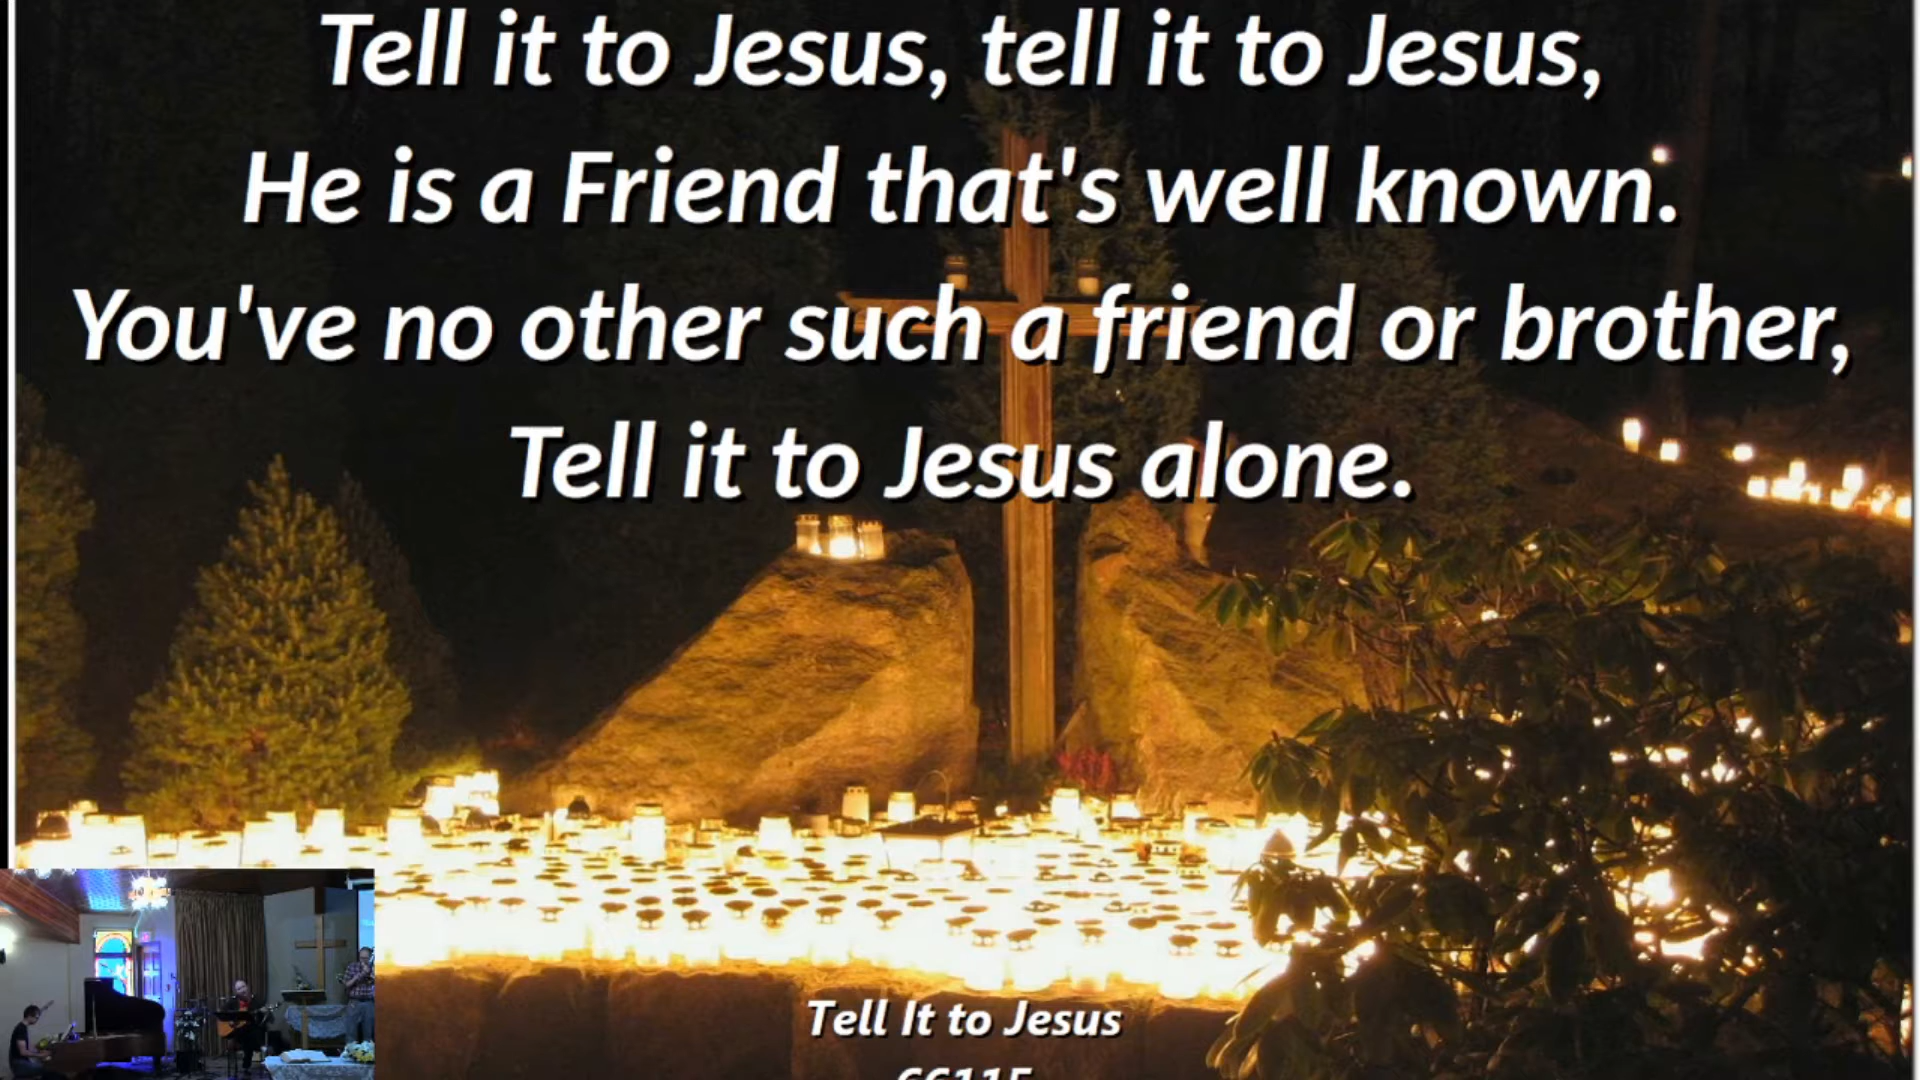 Tell it to Jesus, tell it to Jesus,
He is a Friend that's well known.
You've no other such a friend or brother,
Tell it to Jesus alone.
Tell It to Jesus